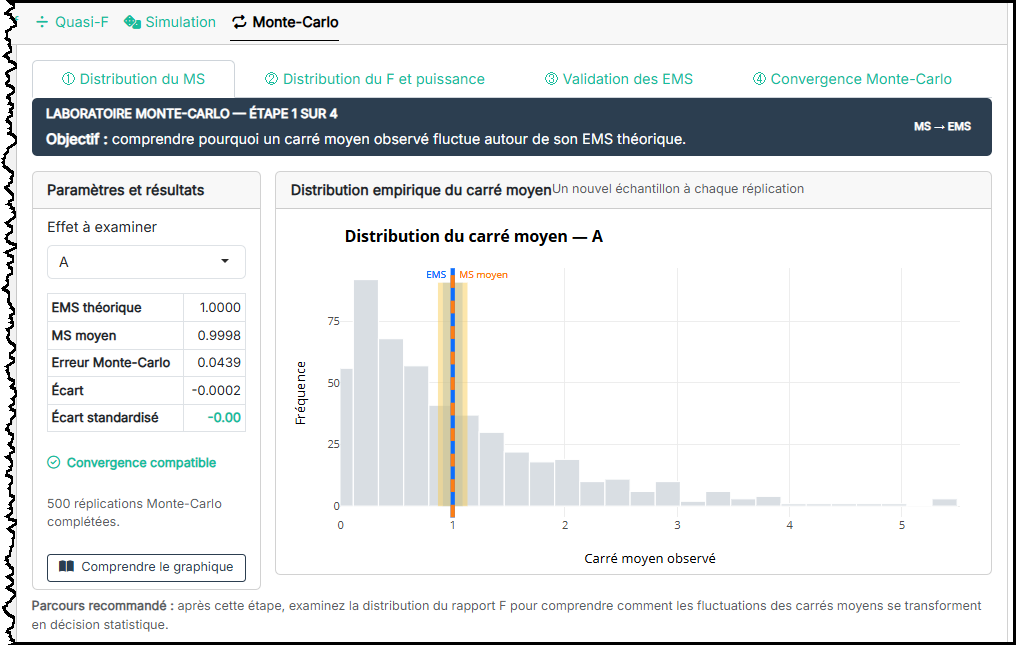 Quasi-F Simulation Monte-Carlo
① Distribution du MS ② Distribution du F et puissance ③ Validation des EMS ④ Convergence Monte-Carlo
LABORATOIRE MONTE-CARLO — ÉTAPE 1 SUR 4
Objectif : comprendre pourquoi un carré moyen observé fluctue autour de son EMS théorique.
MS → EMS
Paramètres et résultats
Effet à examiner
A
EMS théorique 1.0000
MS moyen 0.9998
Erreur Monte-Carlo 0.0439
Écart -0.0002
Écart standardisé -0.00
Convergence compatible
500 réplications Monte-Carlo
complétées.
Comprendre le graphique
Distribution empirique du carré moyen Un nouvel échantillon à chaque réplication
Distribution du carré moyen — A
EMS MS moyen
Fréquence
75
50
25
0
0 1 2 3 4 5
Carré moyen observé
Parcours recommandé : après cette étape, examinez la distribution du rapport F pour comprendre comment les fluctuations des carrés moyens se transforment
en décision statistique.